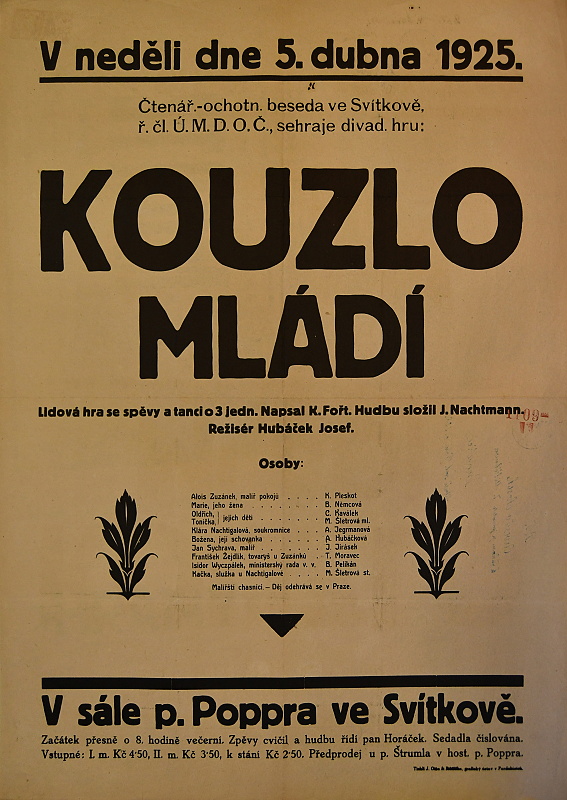 V neděli dne 5. dubna 1925.
Čtenář.-ochotn. beseda ve Svítkově,
ř. čl. Ú. M. D. O. Č., sehraje divad. hru:
KOUZLO
MLÁDÍ
Lidová hra se spěvy a tanci o 3 jedn. Napsal K. Fořt. Hudbu složil J. Nachtmann.
Režisér Hubáček Josef.
Osoby:
Alois Zuzánek, malíř pokojů . . . . K. Pleskot
Marie, jeho žena . . . . . . . . B. Němcová
Oldřich, } jejich děti . . . . . . C. Kaválek
Tonička, M. Šletrová ml.
Klára Nachtigalová, soukromnice . . . A. Jegrmanová
Božena, její schovanka . . . . . A. Hubáčková
Jan Sychrava, malíř . . . . . . . J. Jirásek
František Žejdlík, tovaryš u Zuzánků . T. Moravec
Isidor Wyczpálek, ministerský rada v. v. B. Pelikán
Kačka, služka u Nachtigalové . . . . M. Šletrová st.
Malířští chasníci. — Děj odehrává se v Praze.
V sále p. Poppra ve Svítkově.
Začátek přesně o 8. hodině večerní. Zpěvy cvičil a hudbu řídí pan Horáček. Sedadla číslována.
Vstupné: I. m. Kč 4·50, II. m. Kč 3·50, k stání Kč 2·50. Předprodej u p. Štrumla v host. p. Poppra.